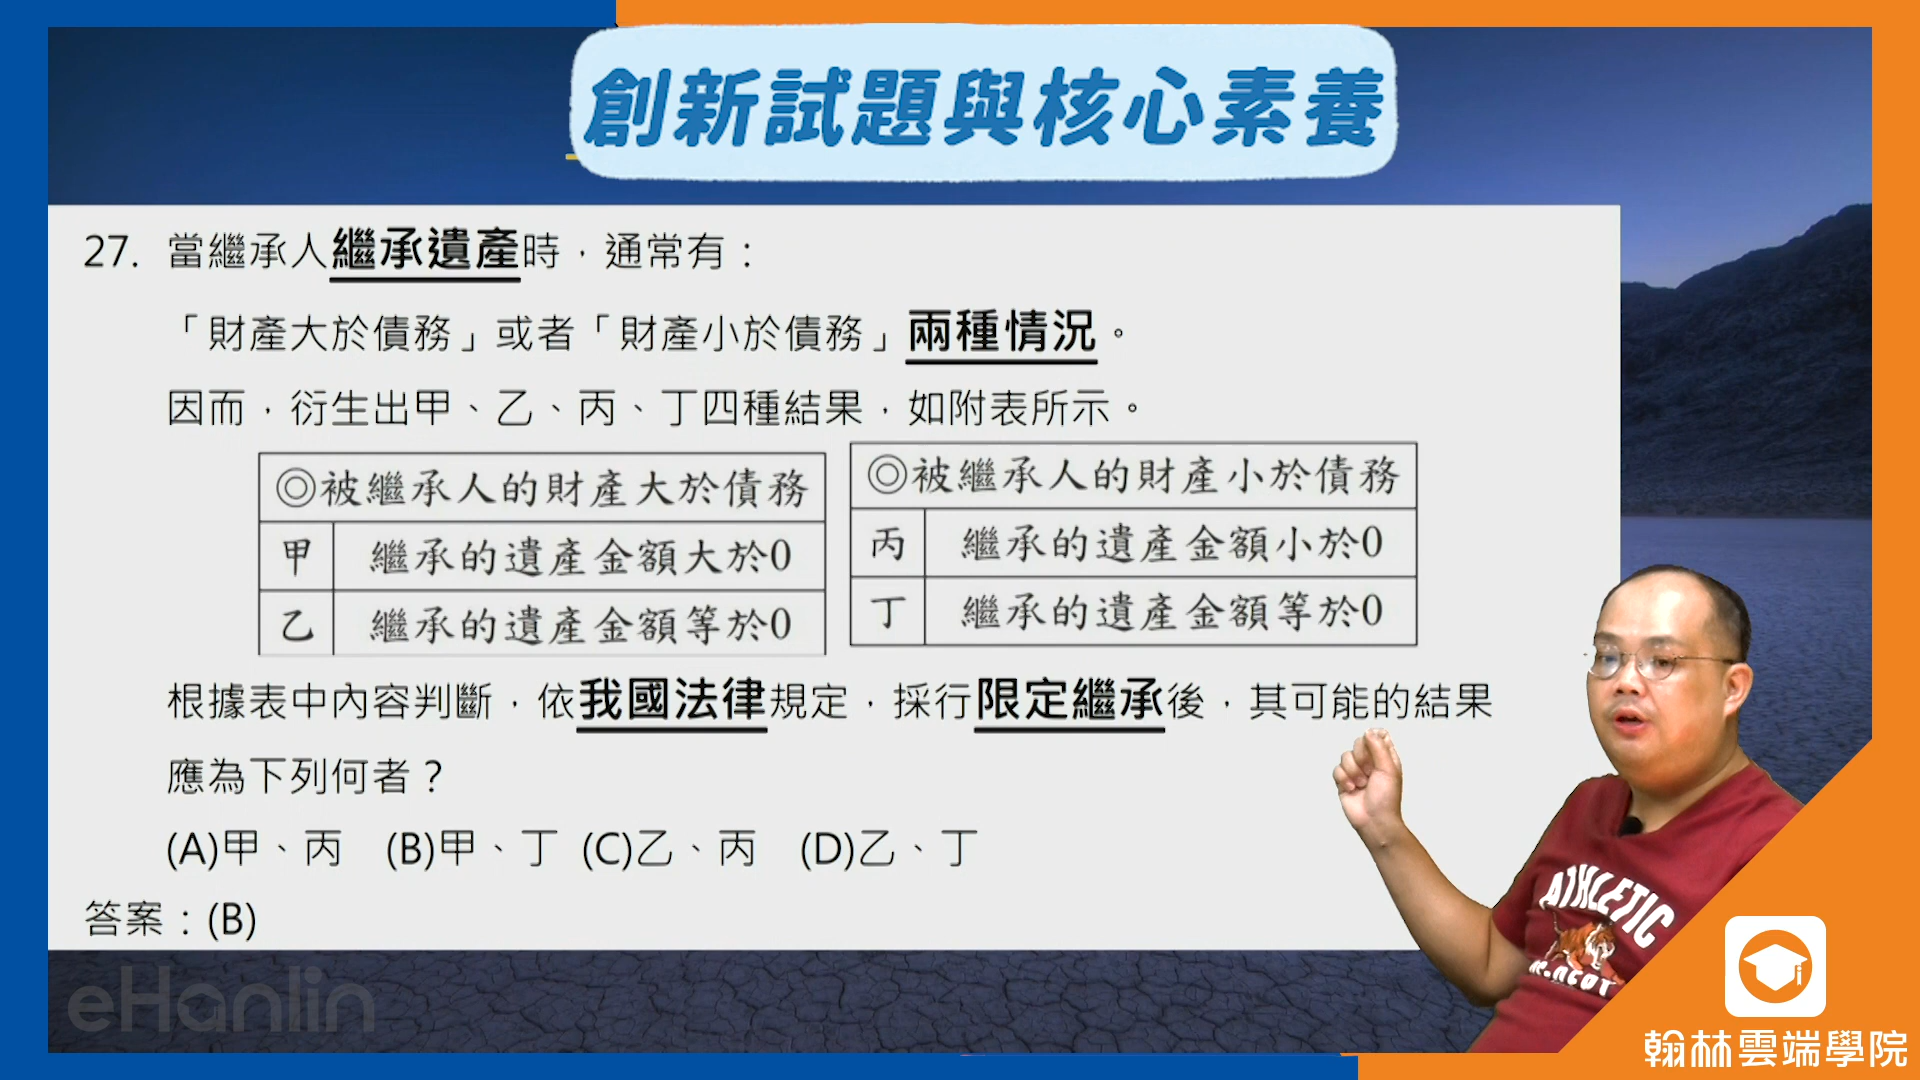 創新試題與核心素養
27. 當繼承人繼承遺產時，通常有：
「財產大於債務」或者「財產小於債務」兩種情況。
因而，衍生出甲、乙、丙、丁四種結果，如附表所示。
◎被繼承人的財產大於債務
甲 繼承的遺產金額大於0
乙 繼承的遺產金額等於0
◎被繼承人的財產小於債務
丙 繼承的遺產金額小於0
丁 繼承的遺產金額等於0
根據表中內容判斷，依我國法律規定，採行限定繼承後，其可能的結果
應為下列何者？
(A)甲、丙 (B)甲、丁 (C)乙、丙 (D)乙、丁
答案：(B)
ATHLETIC
eHanlin
翰林雲端學院